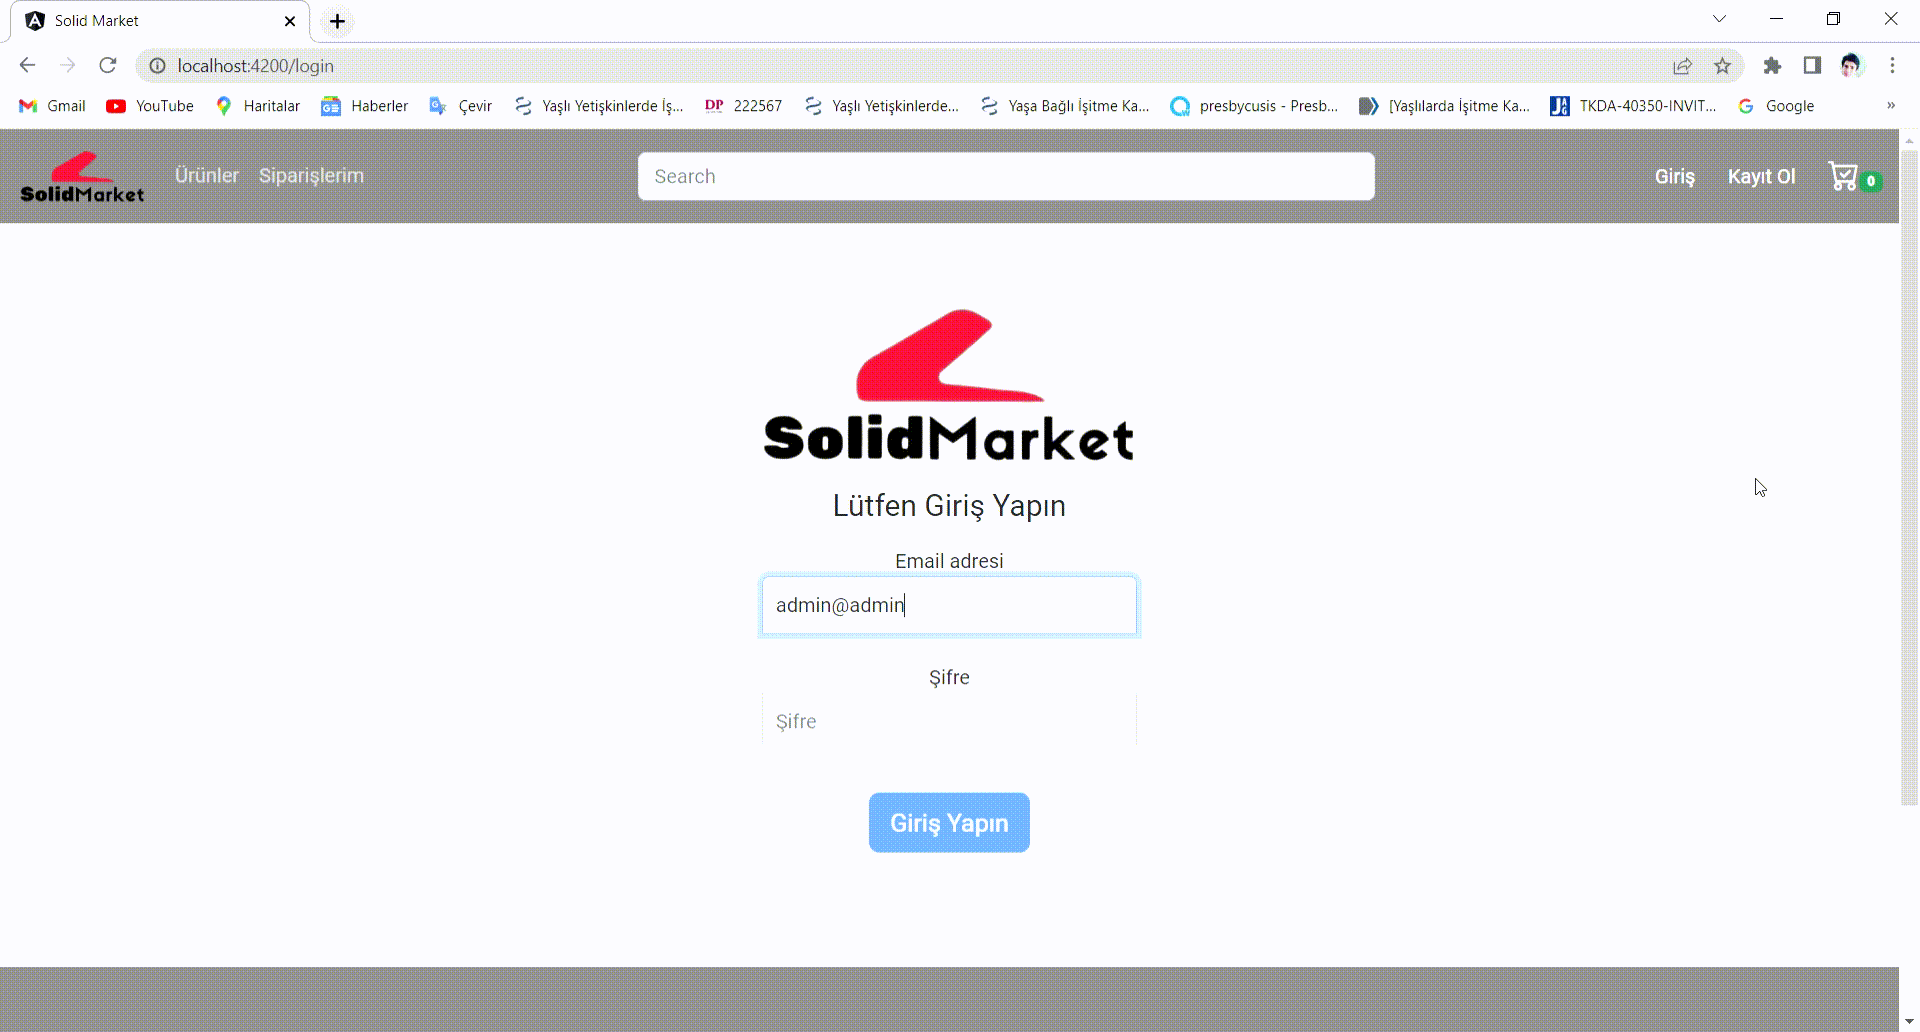 Solid Market
localhost:4200/login
Gmail YouTube Haritalar Haberler Çevir Yaşlı Yetişkinlerde İş... DP 222567 Yaşlı Yetişkinlerde... Yaşa Bağlı İşitme Ka... presbycusis - Presb... [Yaşlılarda İşitme Ka... TKDA-40350-INVIT... Google »
SolidMarket Ürünler Siparişlerim Search Giriş Kayıt Ol 0
SolidMarket
Lütfen Giriş Yapın
Email adresi
admin@admin
Şifre
Şifre
Giriş Yapın